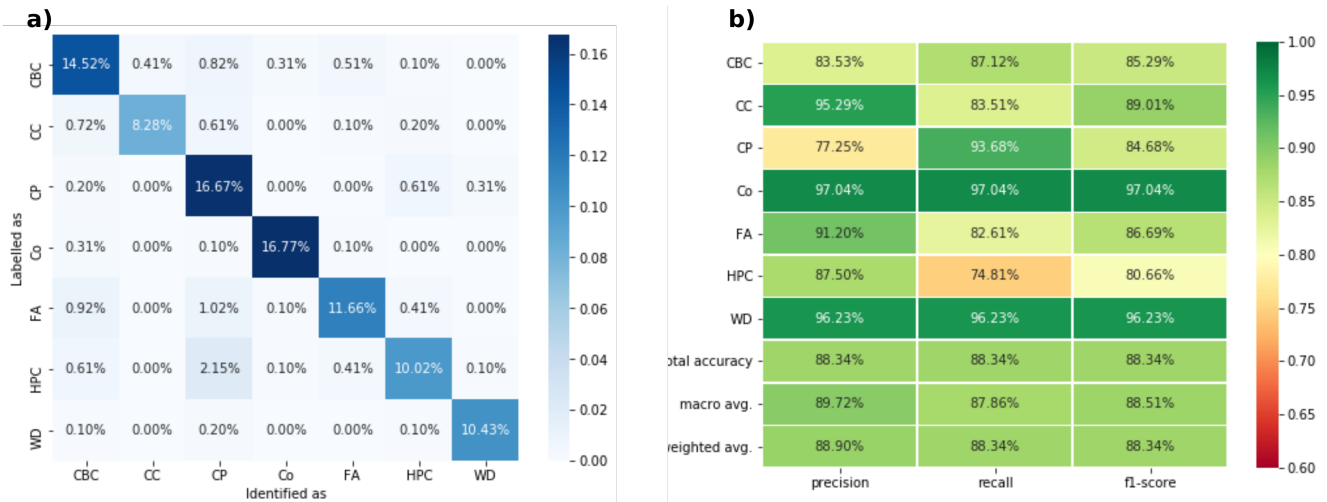 a)
CBC 14.52% 0.41% 0.82% 0.31% 0.51% 0.10% 0.00%
CC 0.72% 8.28% 0.61% 0.00% 0.10% 0.20% 0.00%
CP 0.20% 0.00% 16.67% 0.00% 0.00% 0.61% 0.31%
Co 0.31% 0.00% 0.10% 16.77% 0.10% 0.00% 0.00%
FA 0.92% 0.00% 1.02% 0.10% 11.66% 0.41% 0.00%
HPC 0.61% 0.00% 2.15% 0.10% 0.41% 10.02% 0.10%
WD 0.10% 0.00% 0.20% 0.00% 0.00% 0.10% 10.43%
CBC CC CP Co FA HPC WD
Labelled as
Identified as
0.16
0.14
0.12
0.10
0.08
0.06
0.04
0.02
0.00
b)
CBC 83.53% 87.12% 85.29%
CC 95.29% 83.51% 89.01%
CP 77.25% 93.68% 84.68%
Co 97.04% 97.04% 97.04%
FA 91.20% 82.61% 86.69%
HPC 87.50% 74.81% 80.66%
WD 96.23% 96.23% 96.23%
otal accuracy 88.34% 88.34% 88.34%
macro avg. 89.72% 87.86% 88.51%
eighted avg. 88.90% 88.34% 88.34%
precision recall f1-score
1.00
0.95
0.90
0.85
0.80
0.75
0.70
0.65
0.60